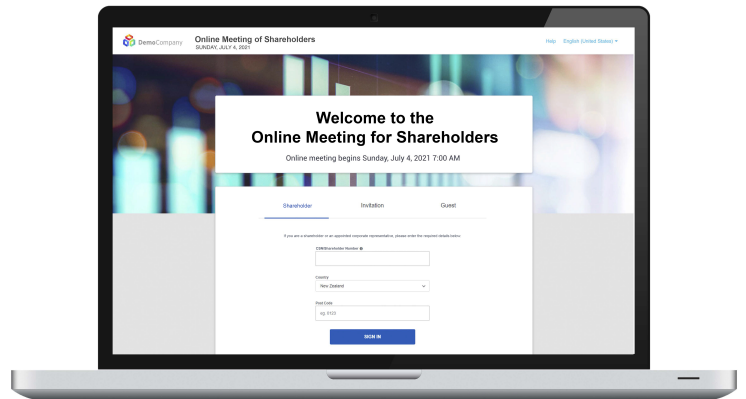 DemoCompany
Online Meeting of Shareholders
SUNDAY, JULY 4, 2021
Help English (United States)
Welcome to the
Online Meeting for Shareholders
Online meeting begins Sunday, July 4, 2021 7:00 AM
Shareholder Invitation Guest
If you are a shareholder or an appointed corporate representative, please enter the required details below.
CSN/Shareholder Number
Country
New Zealand
Post Code
eg. 0123
SIGN IN